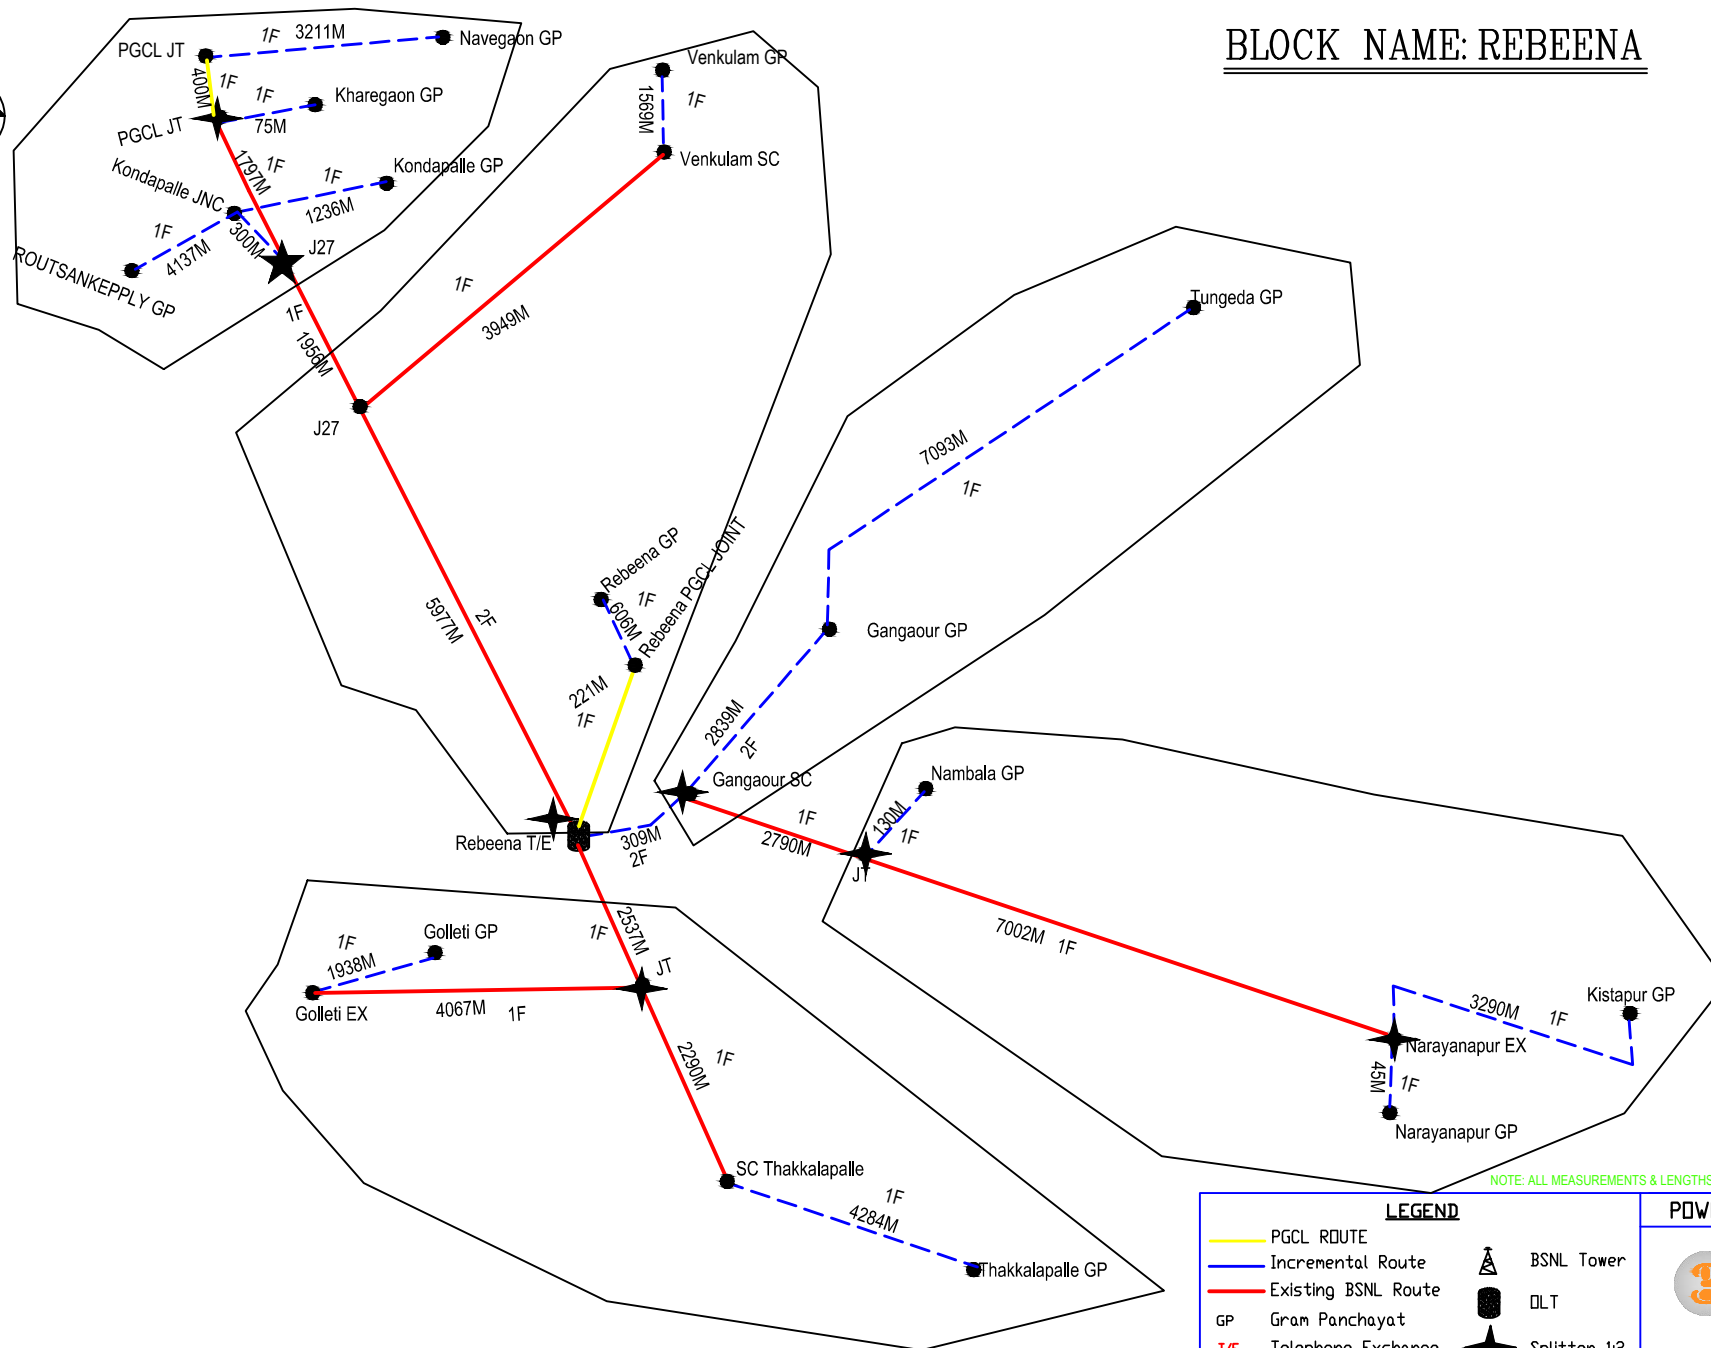 BLOCK NAME: REBEENA
PGCL JT
1F
3211M
Navegaon GP
400M
1F
1F
Kharegaon GP
PGCL JT
75M
1797M
1F
Kondapalle JNC
1F
Kondapalle GP
1236M
1F
4137M
300M
J27
ROUTSANKEPPLY GP
1F
1956M
J27
Venkulam GP
1569M
1F
Venkulam SC
1F
3949M
Tungeda GP
7093M
1F
5977M
2F
Rebeena GP
606M
1F
Rebeena PGCL JOINT
221M
1F
Gangaour GP
2839M
2F
Gangaour SC
Rebeena T/E
309M
2F
1F
2790M
Nambala GP
130M
1F
JT
7002M 1F
Kistapur GP
3290M
1F
Narayanapur EX
45M
1F
Narayanapur GP
2537M
1F
Golleti GP
1F
1938M
JT
Golleti EX
4067M
1F
2290M
1F
SC Thakkalapalle
1F
4284M
Thakkalapalle GP
NOTE: ALL MEASUREMENTS & LENGTHS
LEGEND
PGCL ROUTE
Incremental Route
BSNL Tower
Existing BSNL Route
OLT
GP Gram Panchayat
T/E Telephone Exchange
Splitter 1:2
POW